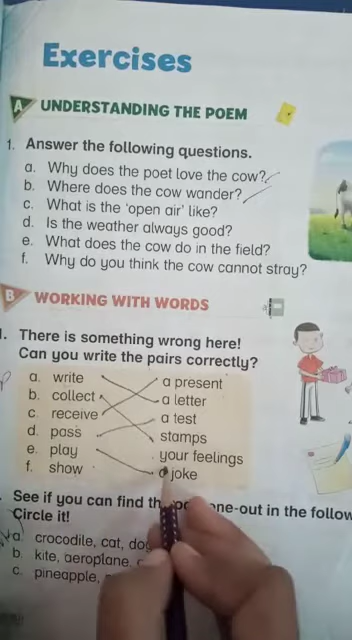 Exercises
A UNDERSTANDING THE POEM
1. Answer the following questions.
a. Why does the poet love the cow?
b. Where does the cow wander?
c. What is the 'open air' like?
d. Is the weather always good?
e. What does the cow do in the field?
f. Why do you think the cow cannot stray?
B WORKING WITH WORDS
1. There is something wrong here!
Can you write the pairs correctly?
a. write a present
b. collect a letter
c. receive a test
d. pass stamps
e. play your feelings
f. show a joke
See if you can find th one-out in the follow
Circle it!
a. crocodile, cat, dog
b. kite, aeroplane,
c. pineapple,